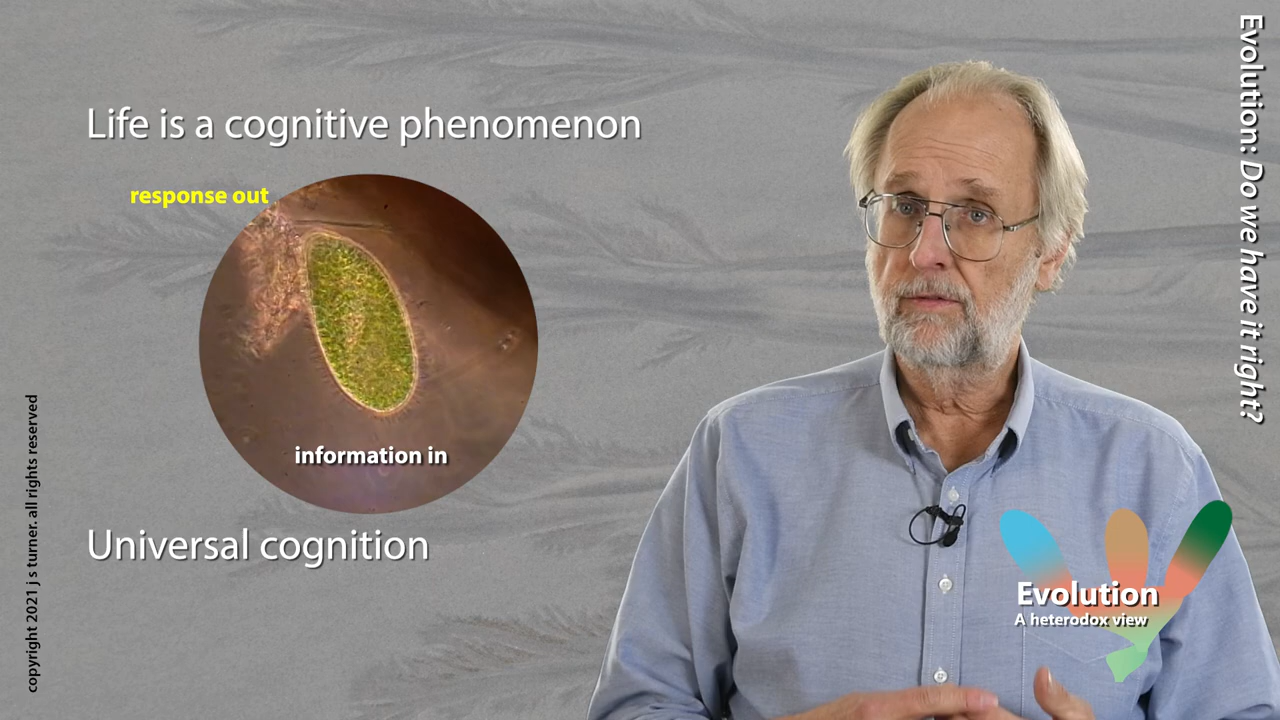 Life is a cognitive phenomenon
response out
information in
Universal cognition
copyright 2021 j s turner. all rights reserved
Evolution: Do we have it right?
Evolution
A heterodox view